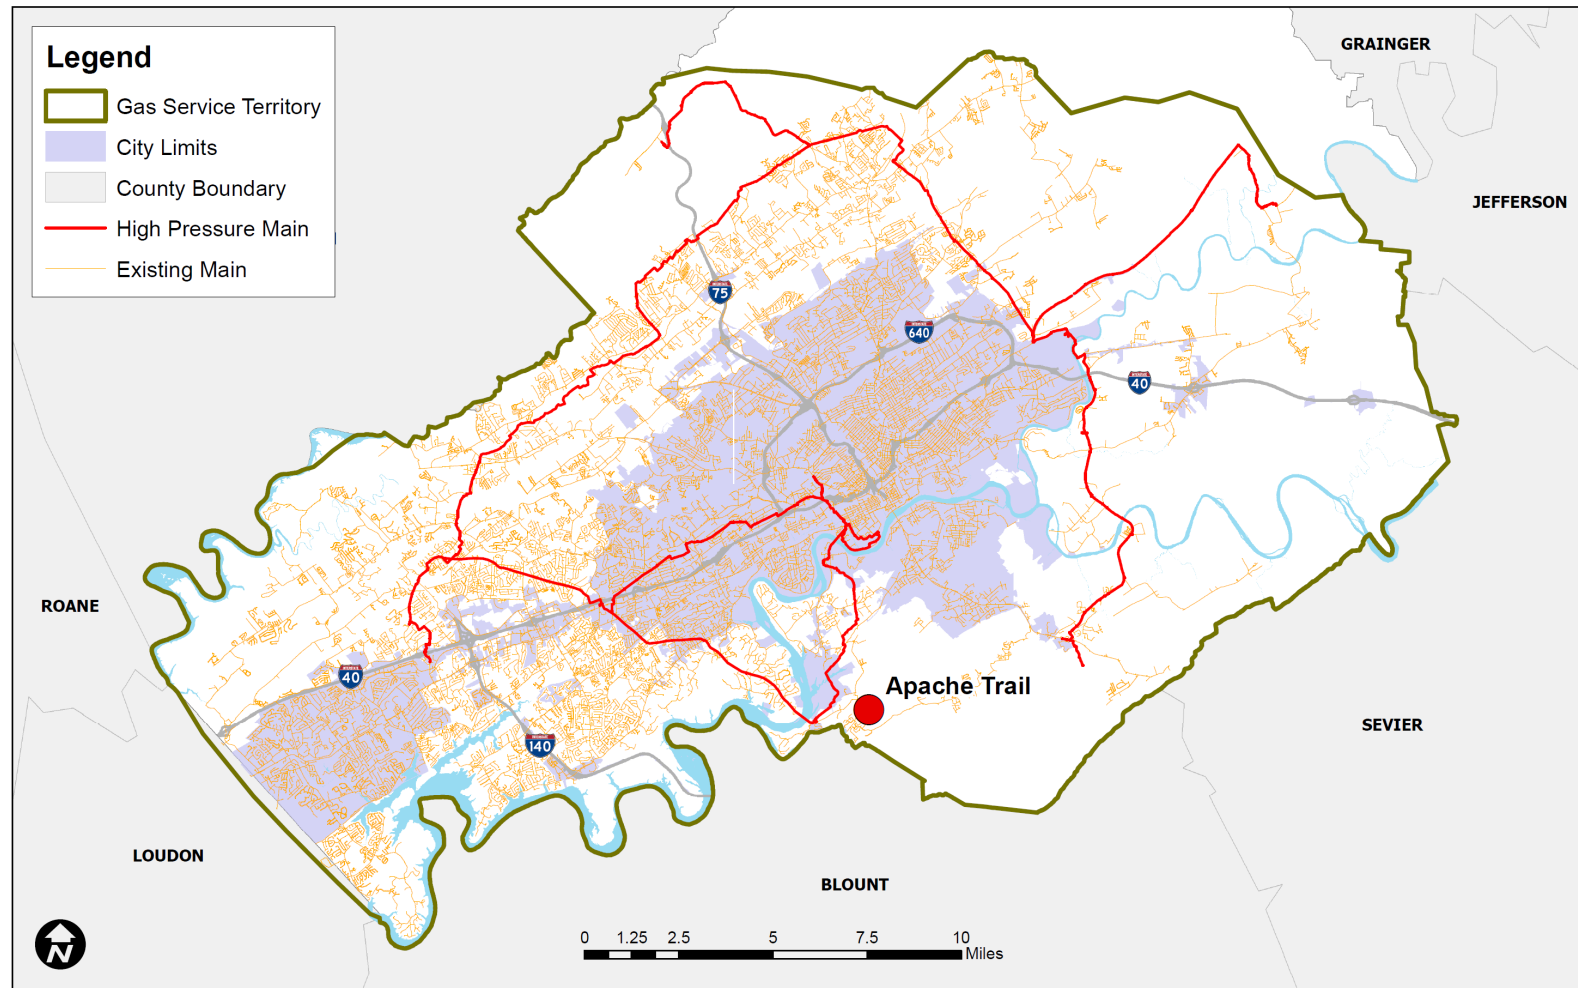 Legend
Gas Service Territory
City Limits
County Boundary
High Pressure Main
Existing Main
GRAINGER
JEFFERSON
75
640
40
ROANE
40
Apache Trail
SEVIER
140
LOUDON
BLOUNT
N
0 1.25 2.5 5 7.5 10
Miles